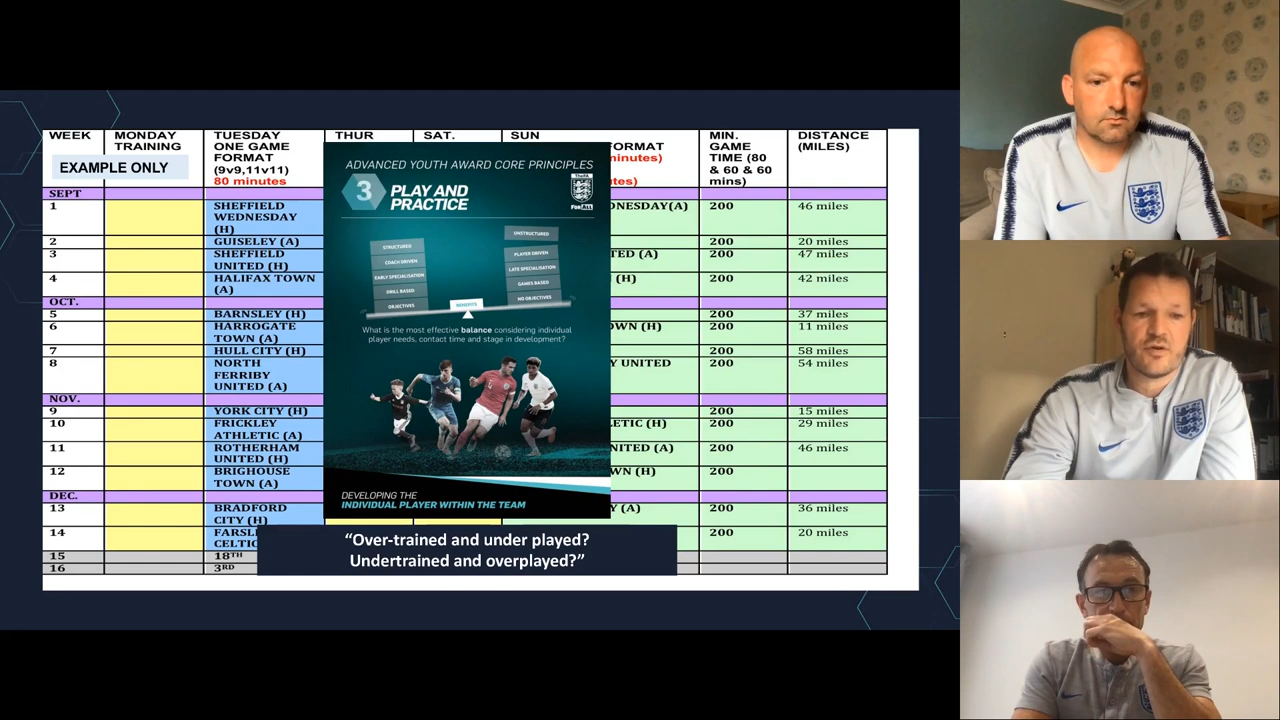 WEEK
EXAMPLE ONLY
MONDAY
TRAINING
TUESDAY
ONE GAME
FORMAT
(9v9,11v11)
80 minutes
THUR
SAT.
SUN
FORMAT
minutes)
MIN.
GAME
TIME (80
& 60 & 60
mins)
DISTANCE
(MILES)
ADVANCED YOUTH AWARD CORE PRINCIPLES
3 PLAY AND
PRACTICE
TheFA
FOR ALL
STRUCTURED
COACH DRIVEN
EARLY SPECIALISATION
DRILL BASED
OBJECTIVES
BENEFITS
UNSTRUCTURED
PLAYER DRIVEN
LATE SPECIALISATION
GAMES BASED
NO OBJECTIVES
What is the most effective balance considering individual
player needs, contact time and stage in development?
DEVELOPING THE
INDIVIDUAL PLAYER WITHIN THE TEAM
SEPT
1 SHEFFIELD
WEDNESDAY
(H)
200 46 miles
2 GUISELEY (A) 200 20 miles
3 SHEFFIELD
UNITED (H)
200 47 miles
4 HALIFAX TOWN
(A)
(H) 200 42 miles
OCT.
5 BARNSLEY (H) 200 37 miles
6 HARROGATE
TOWN (A)
200 11 miles
7 HULL CITY (H) 200 58 miles
8 NORTH
FERRIBY
UNITED (A)
UNITED 200 54 miles
NOV.
9 YORK CITY (H) 200 15 miles
10 FRICKLEY
ATHLETIC (A)
200 29 miles
11 ROTHERHAM
UNITED (H)
200 46 miles
12 BRIGHOUSE
TOWN (A)
200
DEC.
13 BRADFORD
CITY (H)
(A) 200 36 miles
14 200 20 miles
15 18TH
16 3RD
“Over-trained and under played?
Undertrained and overplayed?”